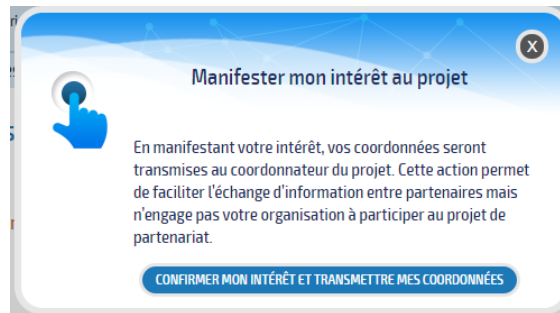 X
Manifester mon intérêt au projet
En manifestant votre intérêt, vos coordonnées seront
transmises au coordonnateur du projet. Cette action permet
de faciliter l'échange d'information entre partenaires mais
n'engage pas votre organisation à participer au projet de
partenariat.
CONFIRMER MON INTÉRÊT ET TRANSMETTRE MES COORDONNÉES